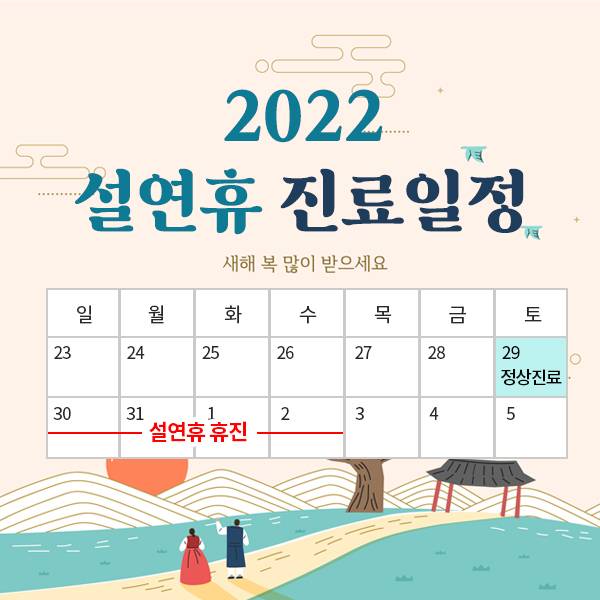 2022
설연휴 진료일정
새해 복 많이 받으세요
일 월 화 수 목 금 토
23 24 25 26 27 28 29
정상진료
30 31 1 2 3 4 5
설연휴 휴진